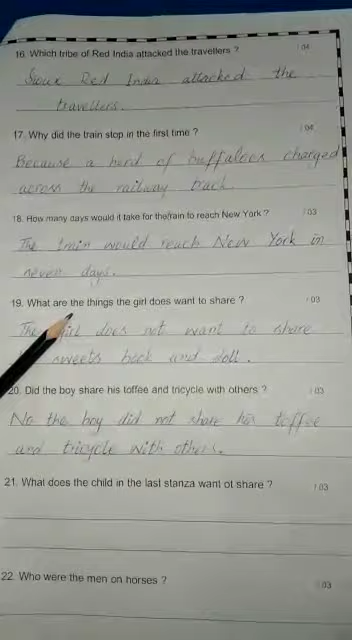 16. Which tribe of Red India attacked the travellers ? / 04
Sioux Red India attacked the
travellers.
17. Why did the train stop in the first time ? / 04
Because a herd of buffaloes charged
across the railway track
18. How many days would it take for the train to reach New York ? / 03
The train would reach New York in
seven days.
19. What are the things the girl does want to share ? / 03
The girl does not want to share
sweets book and doll.
20. Did the boy share his toffee and tricycle with others ? / 03
No the boy did not share his toffee
and tricycle with others.
21. What does the child in the last stanza want ot share ? / 03
22. Who were the men on horses ? / 03